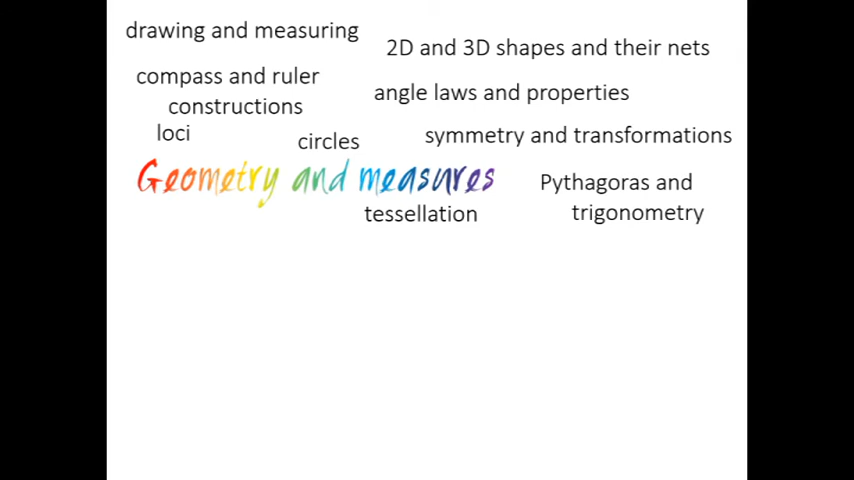 drawing and measuring
2D and 3D shapes and their nets
compass and ruler
constructions
angle laws and properties
loci
circles
symmetry and transformations
Geometry and measures
Pythagoras and
trigonometry
tessellation